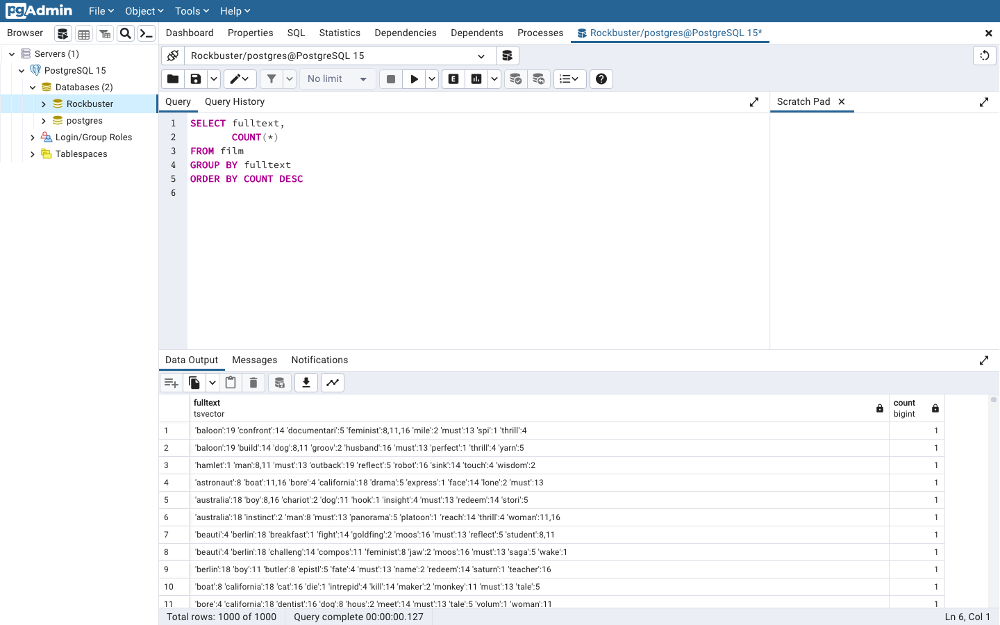 pgAdmin File Object Tools Help
Browser Dashboard Properties SQL Statistics Dependencies Dependents Processes Rockbuster/postgres@PostgreSQL 15*
Servers (1)
PostgreSQL 15
Databases (2)
Rockbuster
postgres
Login/Group Roles
Tablespaces
Rockbuster/postgres@PostgreSQL 15
No limit
E
Query Query History Scratch Pad
1 SELECT fulltext,
2 COUNT(*)
3 FROM film
4 GROUP BY fulltext
5 ORDER BY COUNT DESC
6
Data Output Messages Notifications
fulltext count
tsvector bigint
1 'baloon':19 'confront':14 'documentari':5 'feminist':8,11,16 'mile':2 'must':13 'spi':1 'thrill':4 1
2 'baloon':19 'build':14 'dog':8,11 'groov':2 'husband':16 'must':13 'perfect':1 'thrill':4 'yarn':5 1
3 'hamlet':1 'man':8,11 'must':13 'outback':19 'reflect':5 'robot':16 'sink':14 'touch':4 'wisdom':2 1
4 'astronaut':8 'boat':11,16 'bore':4 'california':18 'drama':5 'express':1 'face':14 'lone':2 'must':13 1
5 'australia':18 'boy':8,16 'chariot':2 'dog':11 'hook':1 'insight':4 'must':13 'redeem':14 'stori':5 1
6 'australia':18 'instinct':2 'man':8 'must':13 'panorama':5 'platoon':1 'reach':14 'thrill':4 'woman':11,16 1
7 'beauti':4 'berlin':18 'breakfast':1 'fight':14 'goldfing':2 'moos':16 'must':13 'reflect':5 'student':8,11 1
8 'beauti':4 'berlin':18 'challeng':14 'compos':11 'feminist':8 'jaw':2 'moos':16 'must':13 'saga':5 'wake':1 1
9 'berlin':18 'boy':11 'butler':8 'epistl':5 'fate':4 'must':13 'name':2 'redeem':14 'saturn':1 'teacher':16 1
10 'boat':8 'california':18 'cat':16 'die':1 'intrepid':4 'kill':14 'maker':2 'monkey':11 'must':13 'tale':5 1
11 'bore':4 'california':18 'dentist':16 'dog':8 'hous':2 'meet':14 'must':13 'tale':5 'volum':1 'woman':11 1
Total rows: 1000 of 1000 Query complete 00:00:00.127 Ln 6, Col 1